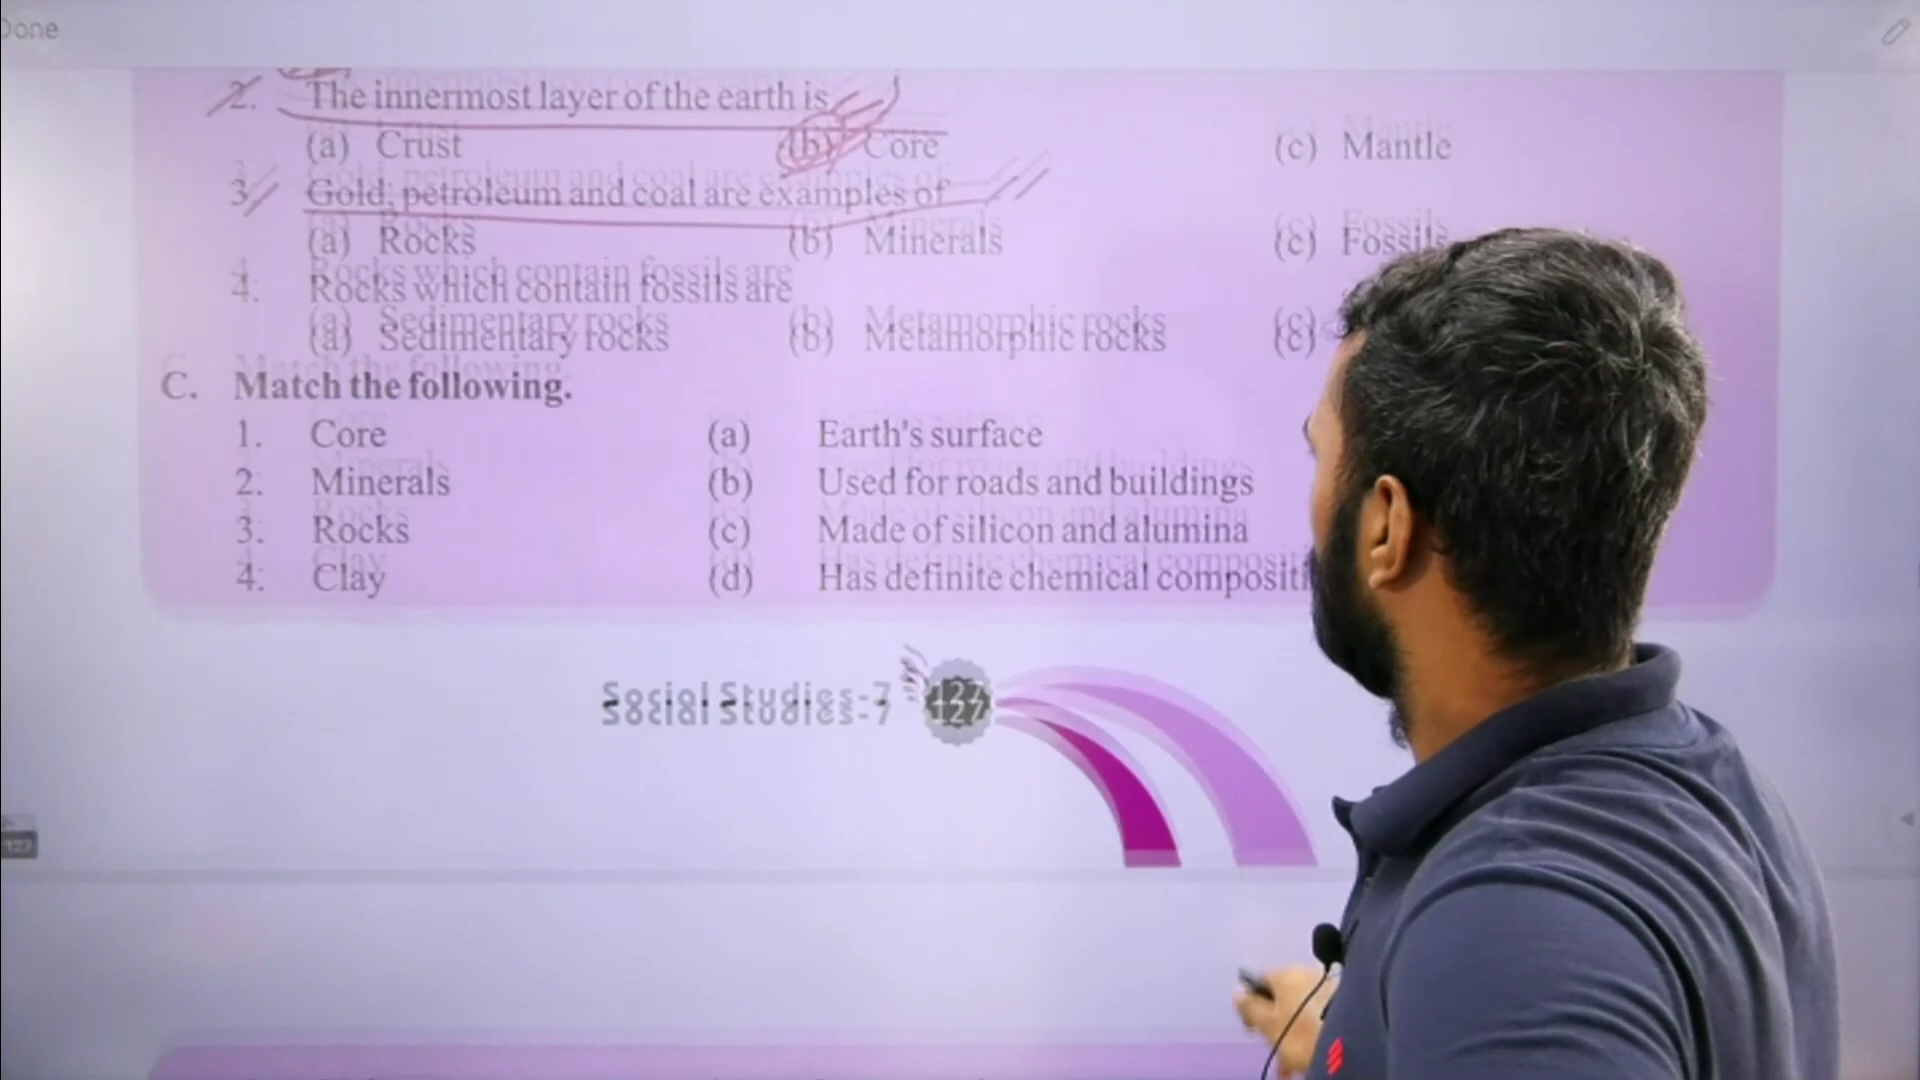 Done
2. The innermost layer of the earth is
(a) Crust (b) Core (c) Mantle
3. Gold, petroleum and coal are examples of
(a) Rocks (b) Minerals (c) Fossils
4. Rocks which contain fossils are
(a) Sedimentary rocks (b) Metamorphic rocks (c)
C. Match the following.
1. Core (a) Earth's surface
2. Minerals (b) Used for roads and buildings
3. Rocks (c) Made of silicon and alumina
4. Clay (d) Has definite chemical compositi
Social Studies-7 127
127